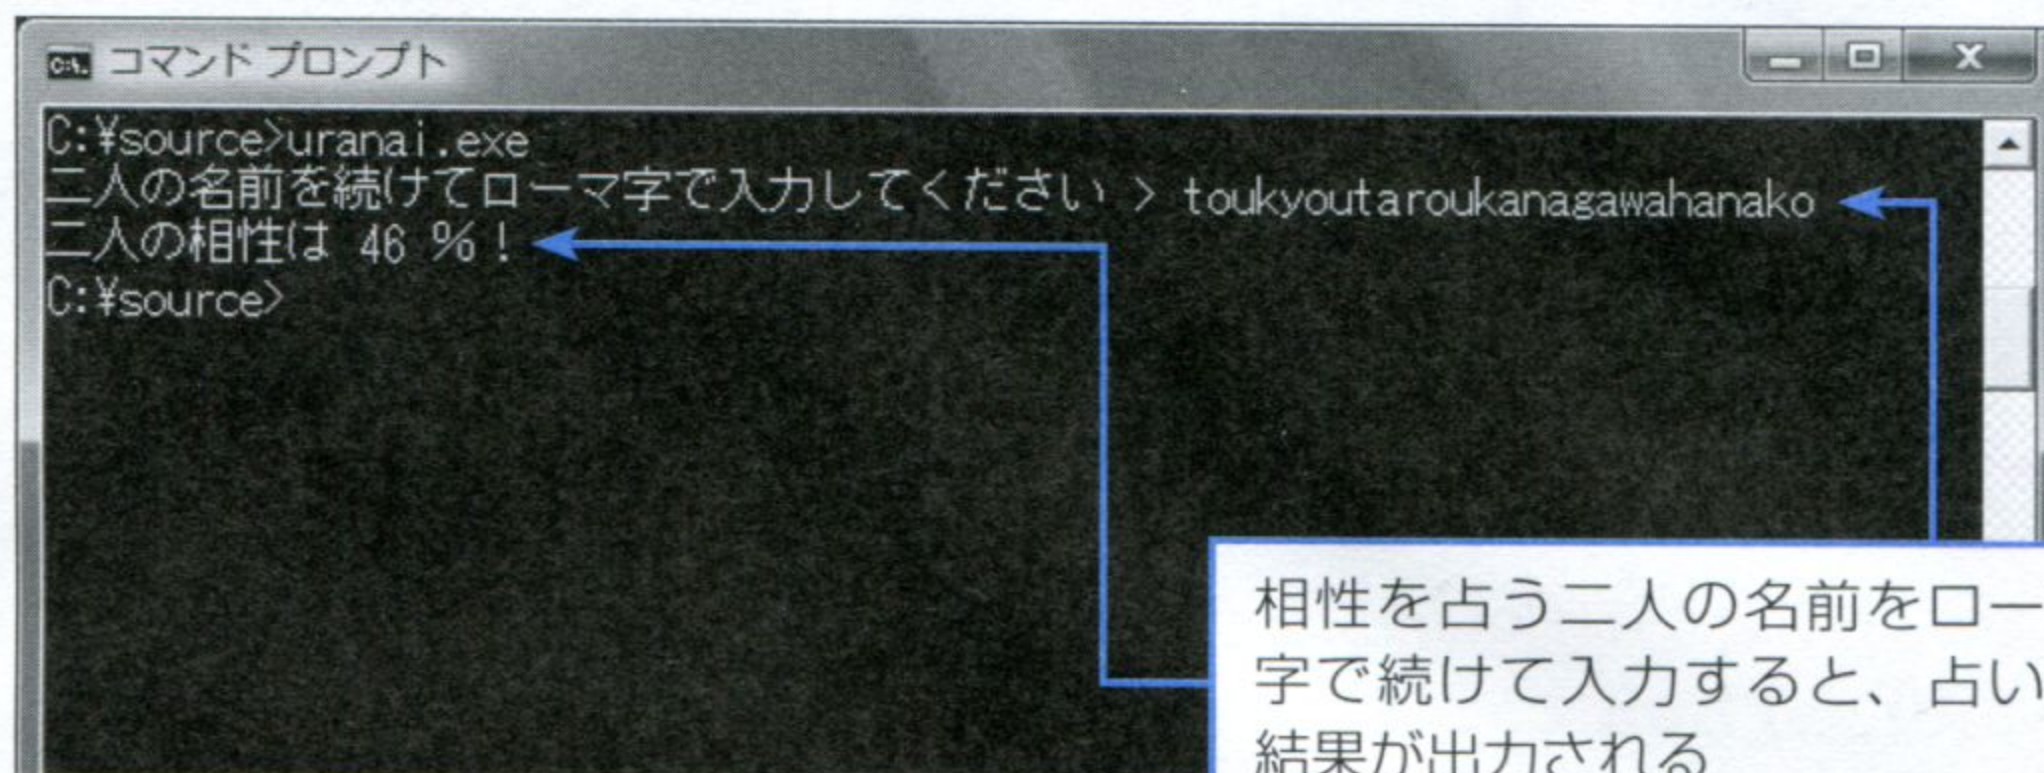 コマンド プロンプト
C:¥source>uranai.exe
二人の名前を続けてローマ字で入力してください > toukyoutaroukanagawahanako
二人の相性は 46 %！
C:¥source>
相性を占う二人の名前をロー
字で続けて入力すると、占い
結果が出力される